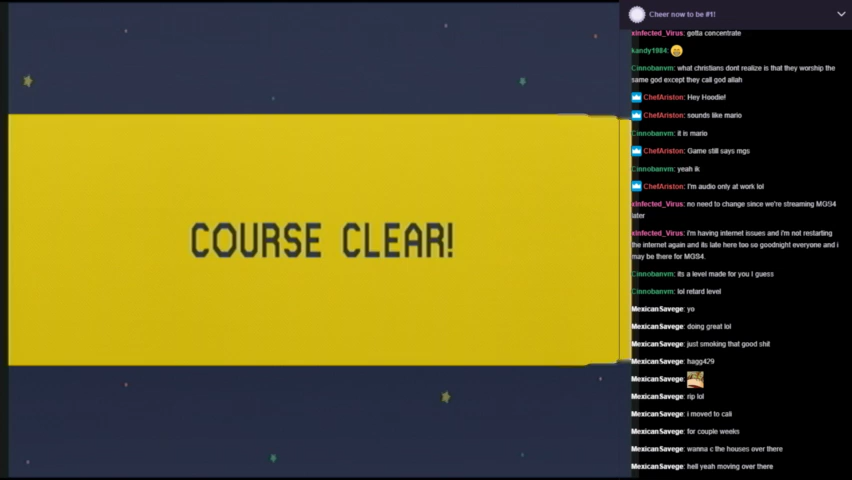 COURSE CLEAR!
Cheer now to be #1!
xInfected_Virus: gotta concentrate
kandy1984:
Cinnobanvm: what christians dont realize is that they worship the
same god except they call god allah
ChefAriston: Hey Hoodie!
ChefAriston: sounds like mario
Cinnobanvm: it is mario
ChefAriston: Game still says mgs
Cinnobanvm: yeah ik
ChefAriston: I'm audio only at work lol
xInfected_Virus: no need to change since we're streaming MGS4
later
xInfected_Virus: i'm having internet issues and i'm not restarting
the internet again and its late here too so goodnight everyone and i
may be there for MGS4.
Cinnobanvm: its a level made for you I guess
Cinnobanvm: lol retard level
MexicanSavege: yo
MexicanSavege: doing great lol
MexicanSavege: just smoking that good shit
MexicanSavege: hagg429
MexicanSavege:
MexicanSavege: rip lol
MexicanSavege: i moved to cali
MexicanSavege: for couple weeks
MexicanSavege: wanna c the houses over there
MexicanSavege: hell yeah moving over there